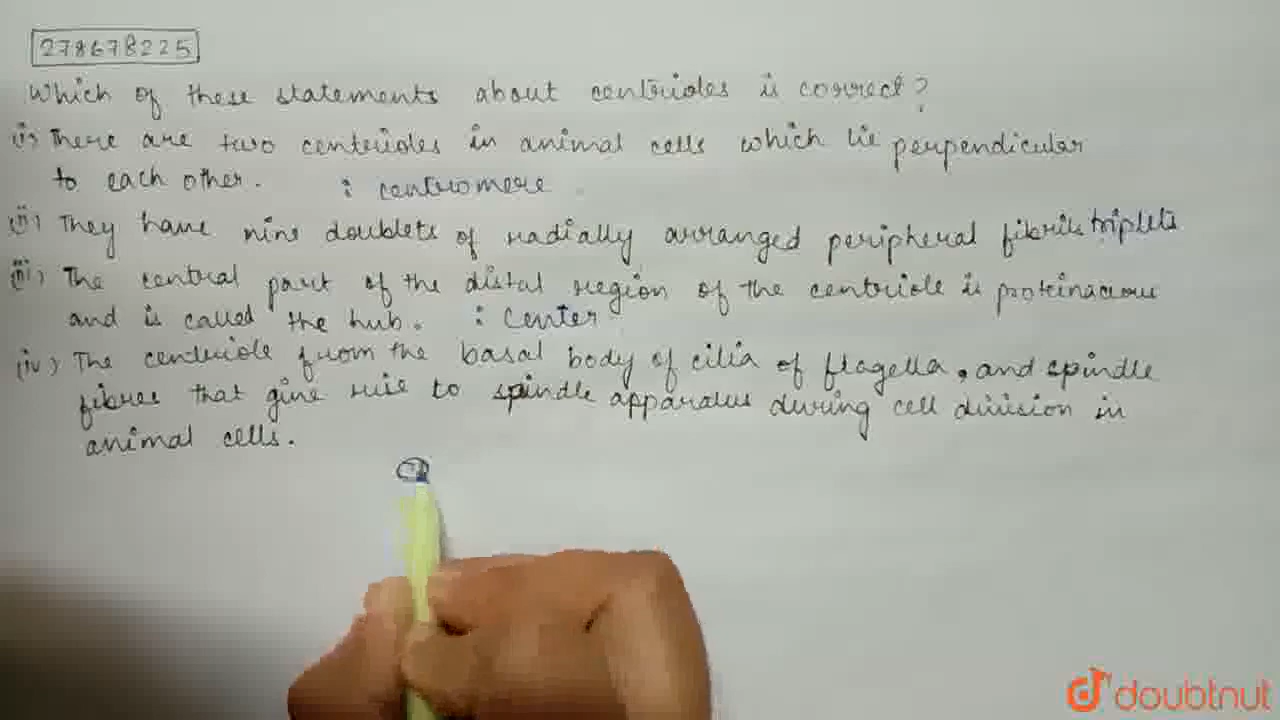 278678225
Which of these statements about centrioles is correct?
(i) There are two centrioles in animal cells which lie perpendicular
to each other. : centromere
(ii) They have nine doublets of radially arranged peripheral fibrils triplets
(iii) The central part of the distal region of the centriole is proteinaceous
and is called the hub. : Center
(iv) The centriole from the basal body of cilia of flagella, and spindle
fibres that give rise to spindle apparatus during cell division in
animal cells.
doubtnut